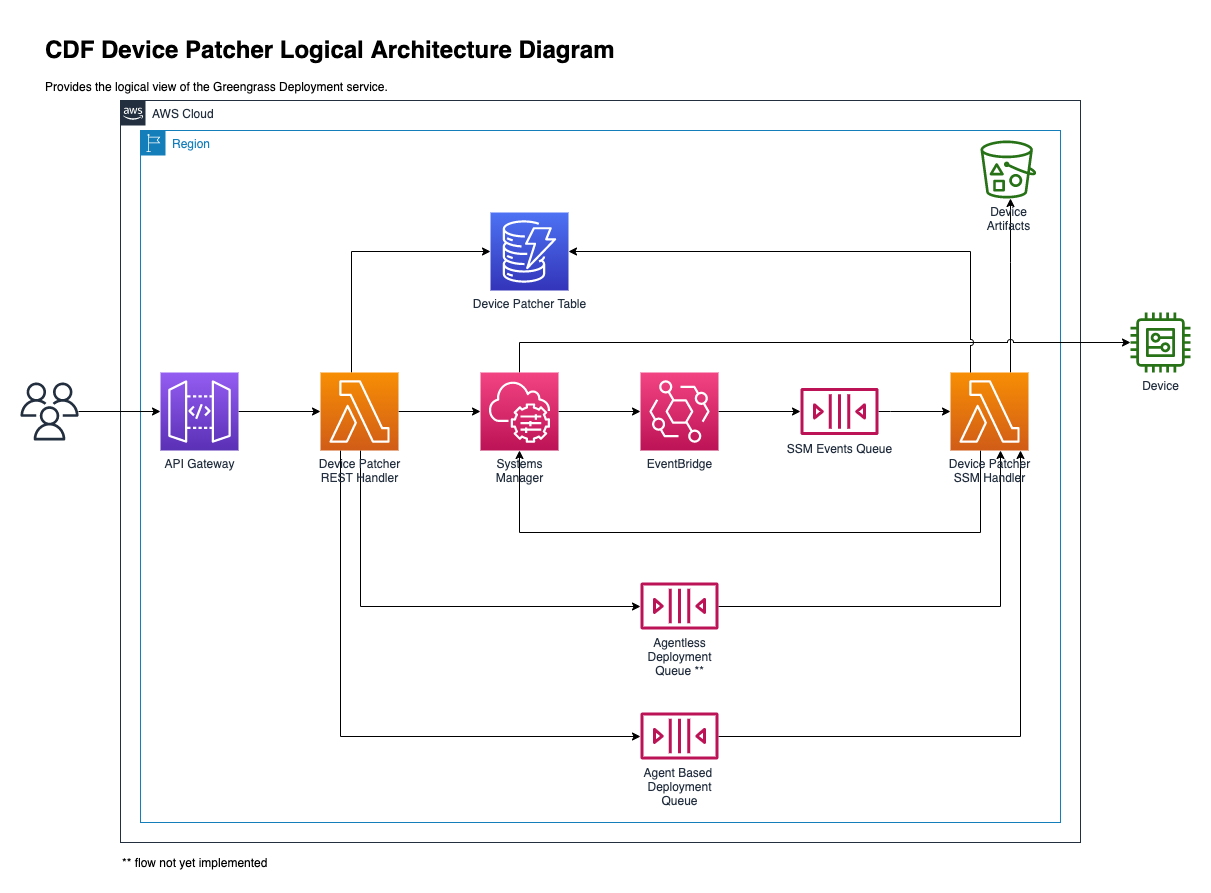 CDF Device Patcher Logical Architecture Diagram
Provides the logical view of the Greengrass Deployment service.
aws
AWS Cloud
Region
Device
Artifacts
Device Patcher Table
Device
API Gateway
Device Patcher
REST Handler
Systems
Manager
EventBridge
SSM Events Queue
Device Patcher
SSM Handler
Agentless
Deployment
Queue **
Agent Based
Deployment
Queue
** flow not yet implemented